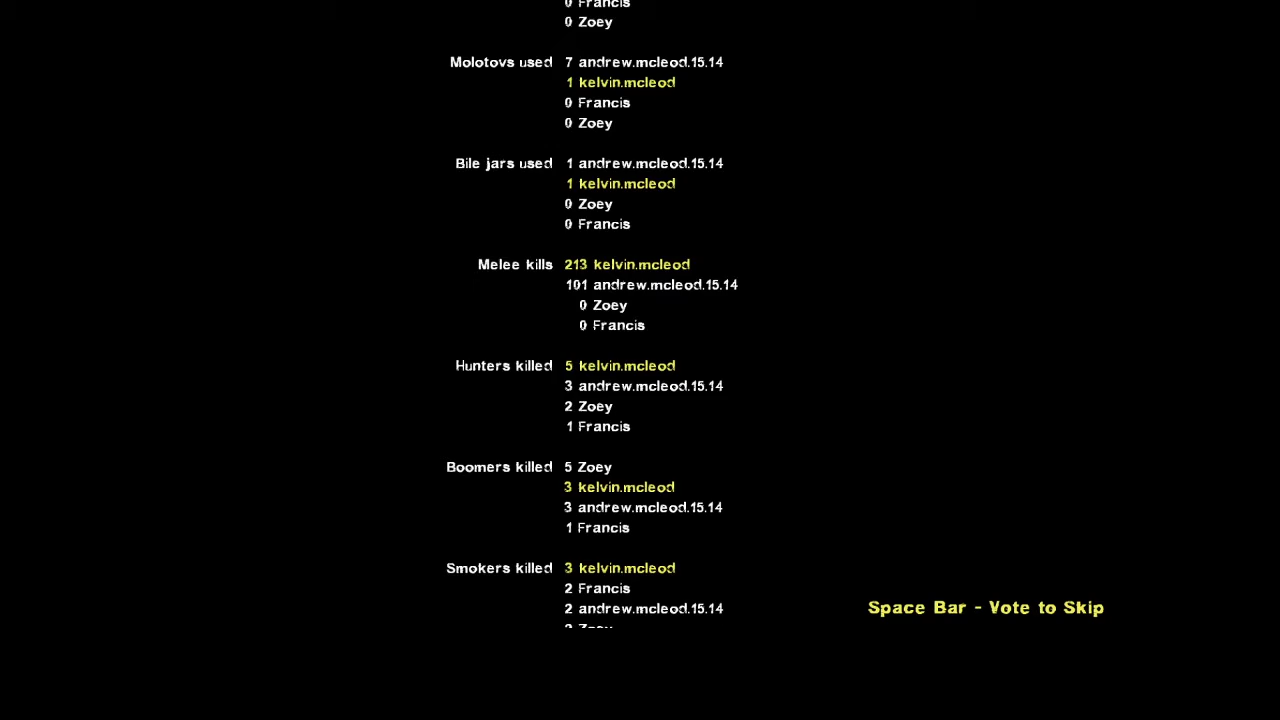 0 Francis
0 Zoey
Molotovs used 7 andrew.mcleod.15.14
1 kelvin.mcleod
0 Francis
0 Zoey
Bile jars used 1 andrew.mcleod.15.14
1 kelvin.mcleod
0 Zoey
0 Francis
Melee kills 213 kelvin.mcleod
101 andrew.mcleod.15.14
0 Zoey
0 Francis
Hunters killed 5 kelvin.mcleod
3 andrew.mcleod.15.14
2 Zoey
1 Francis
Boomers killed 5 Zoey
3 kelvin.mcleod
3 andrew.mcleod.15.14
1 Francis
Smokers killed 3 kelvin.mcleod
2 Francis
2 andrew.mcleod.15.14
Zoey
Space Bar - Vote to Skip